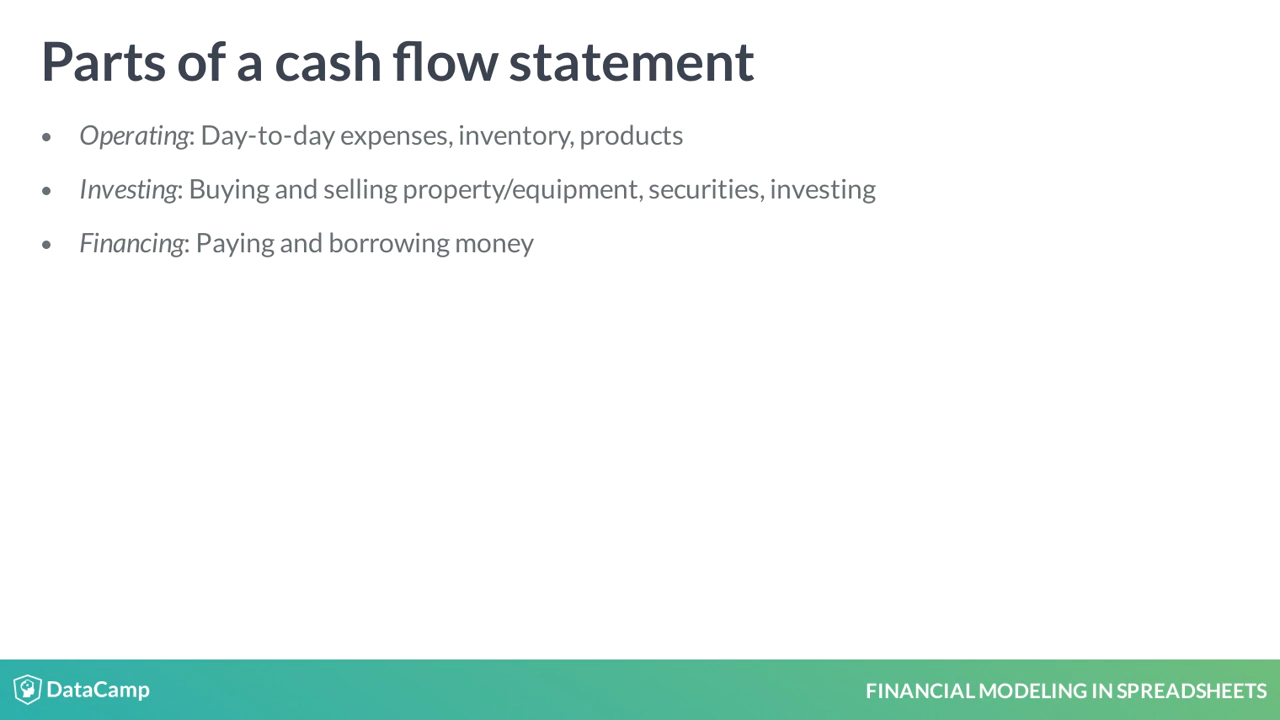 Parts of a cash flow statement
• Operating: Day-to-day expenses, inventory, products
• Investing: Buying and selling property/equipment, securities, investing
• Financing: Paying and borrowing money
DataCamp
FINANCIAL MODELING IN SPREADSHEETS